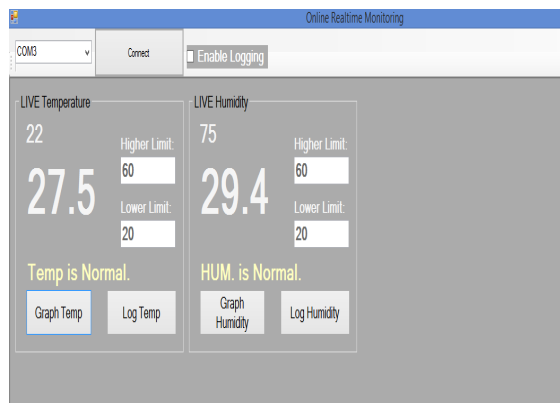 Online Realtime Monitoring
COM3
Connect
Enable Logging
LIVE Temperature
22
Higher Limit:
60
27.5
Lower Limit:
20
Temp is Normal.
Graph Temp
Log Temp
LIVE Humidity
75
Higher Limit:
60
29.4
Lower Limit:
20
HUM. is Normal.
Graph
Humidity
Log Humidity